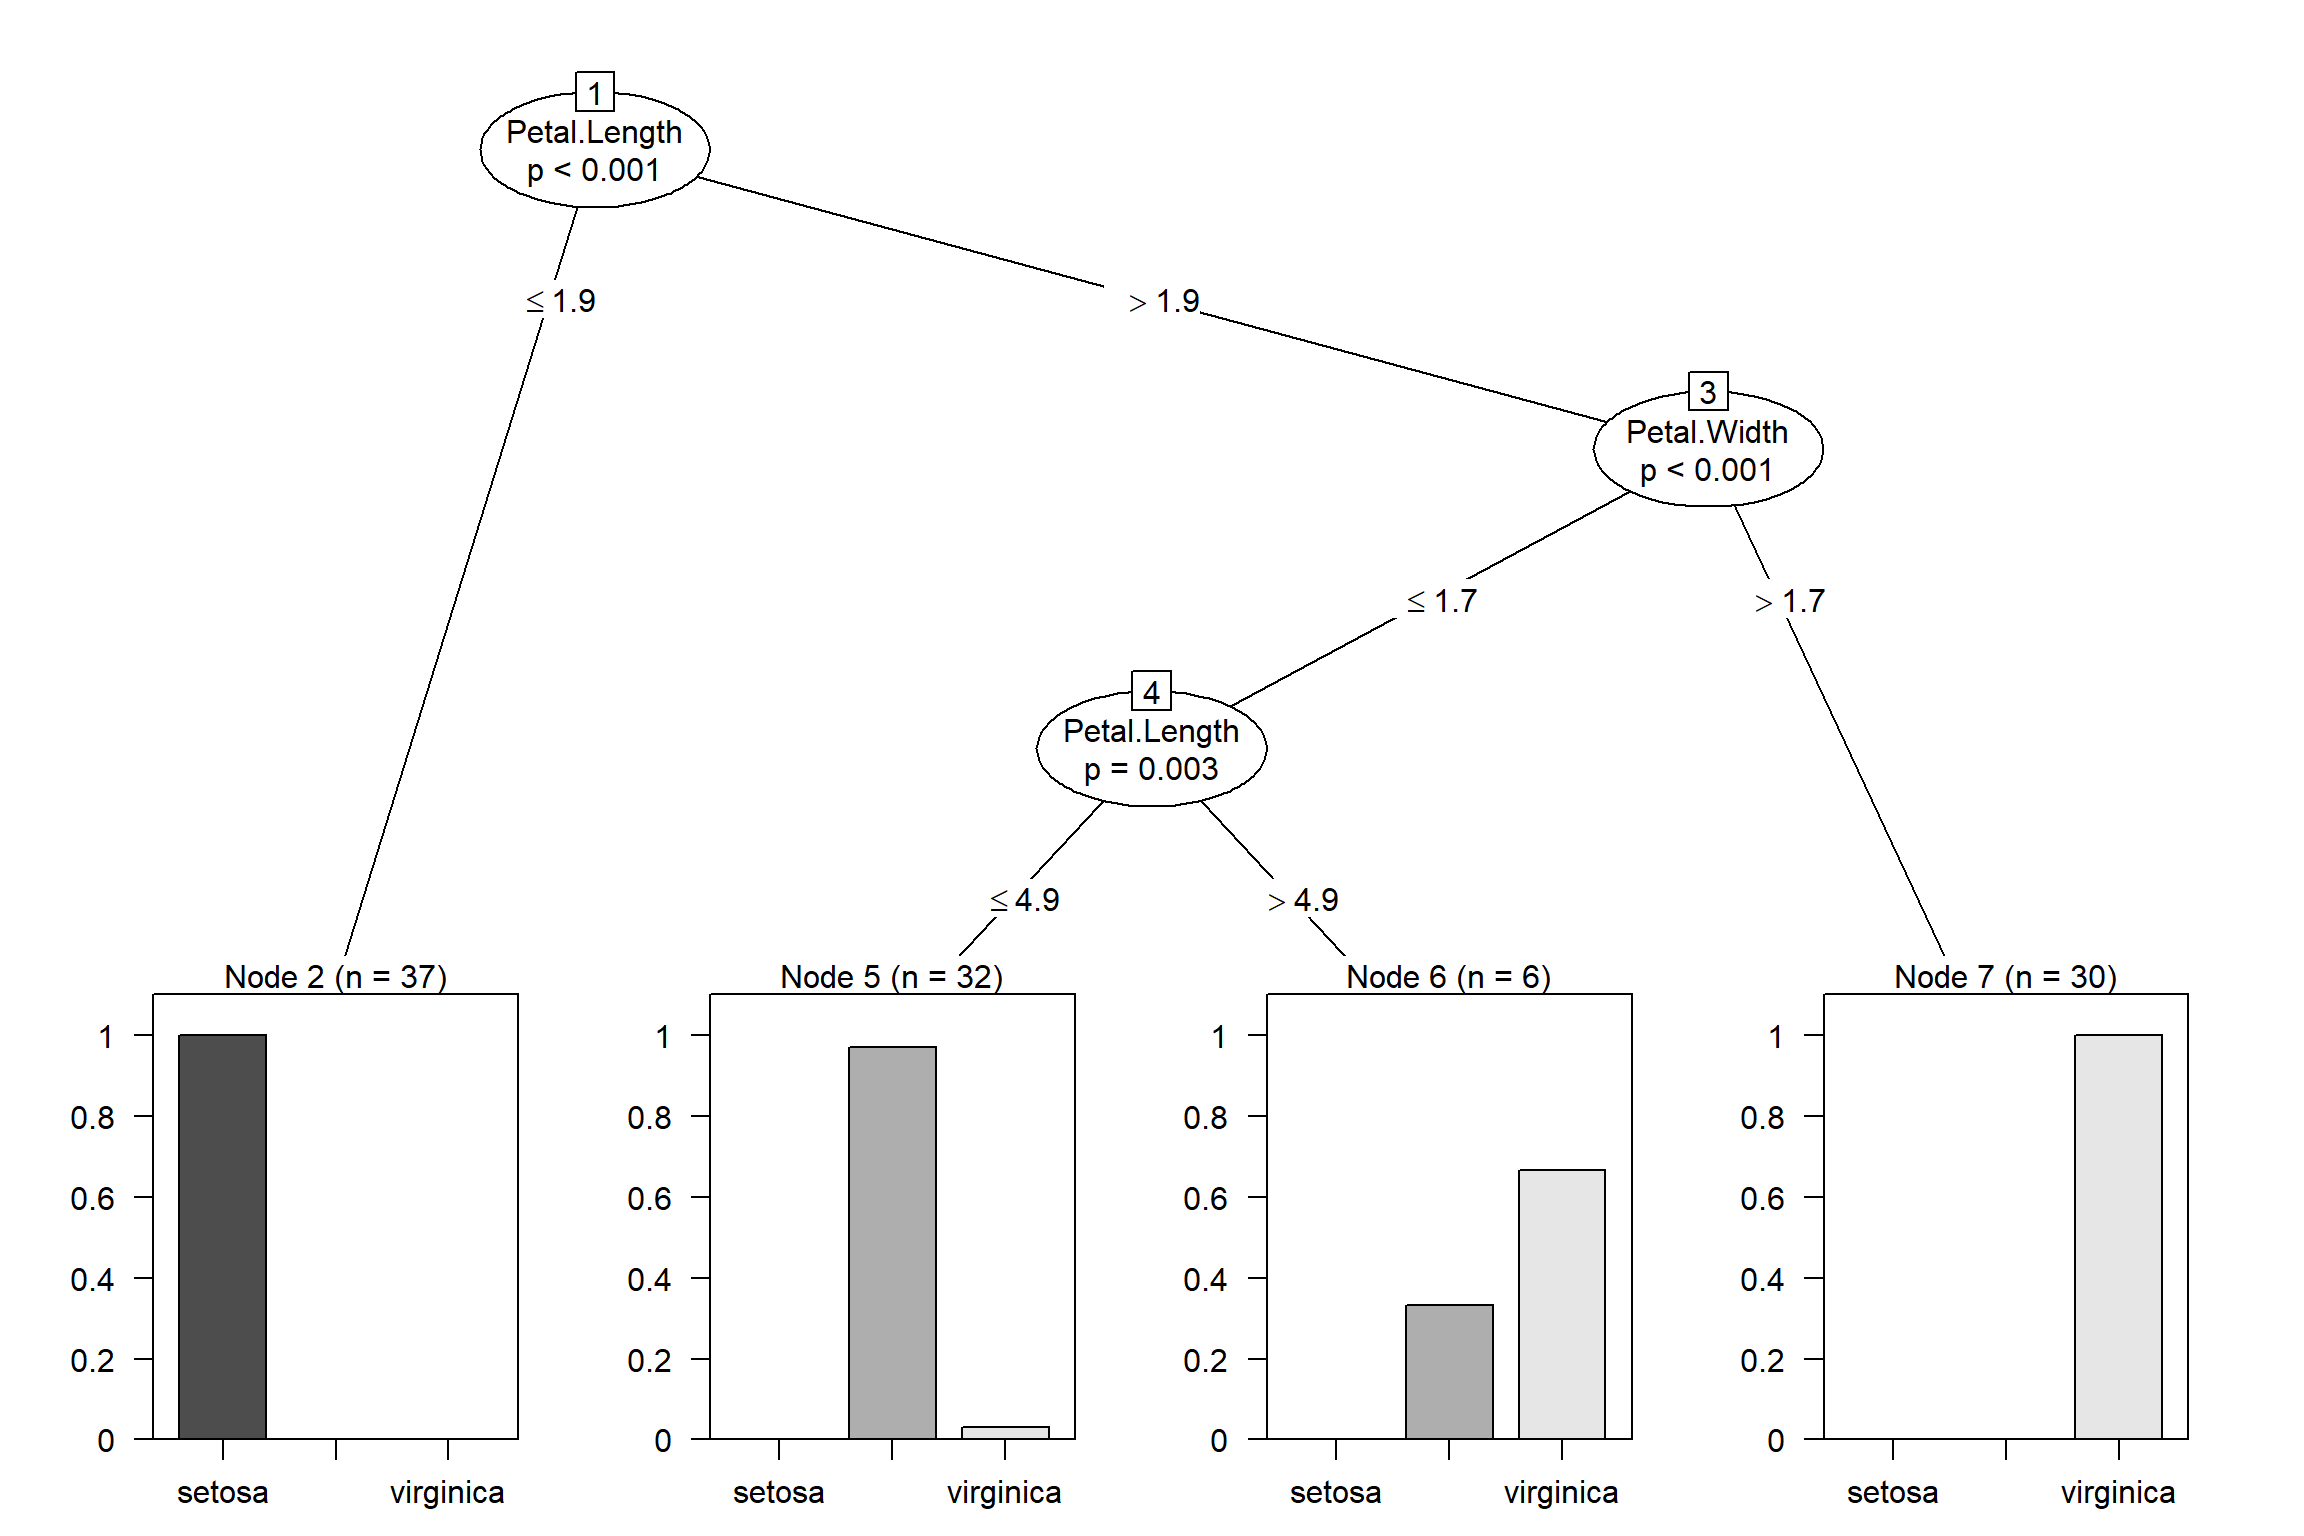 1
Petal.Length
p < 0.001
≤ 1.9
> 1.9
3
Petal.Width
p < 0.001
≤ 1.7
> 1.7
4
Petal.Length
p = 0.003
≤ 4.9
> 4.9
Node 2 (n = 37)
1
0.8
0.6
0.4
0.2
0
setosa
virginica
Node 5 (n = 32)
1
0.8
0.6
0.4
0.2
0
setosa
virginica
Node 6 (n = 6)
1
0.8
0.6
0.4
0.2
0
setosa
virginica
Node 7 (n = 30)
1
0.8
0.6
0.4
0.2
0
setosa
virginica